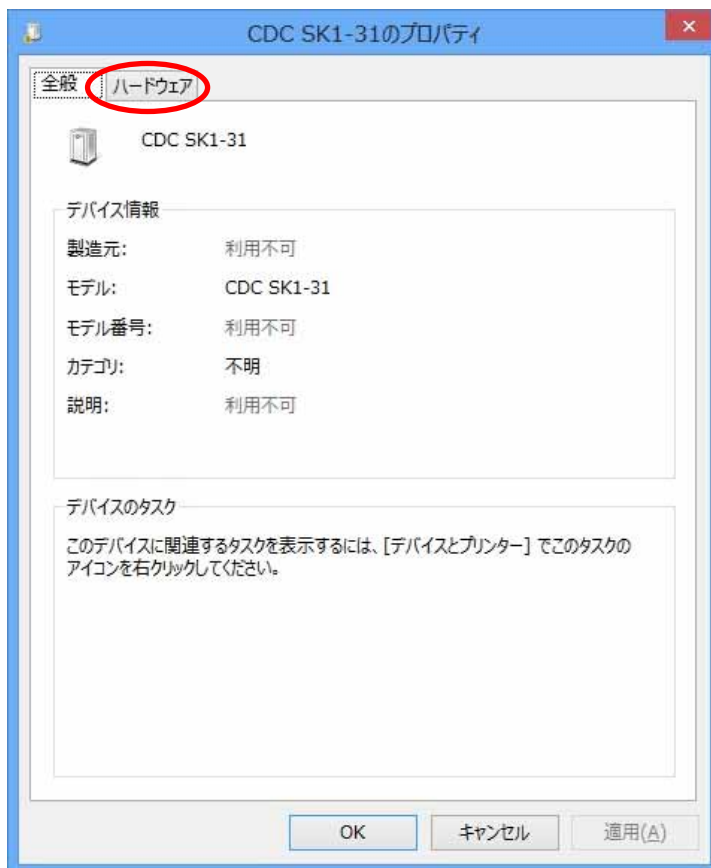 CDC SK1-31のプロパティ
全般
ハードウェア
CDC SK1-31
デバイス情報
製造元: 利用不可
モデル: CDC SK1-31
モデル番号: 利用不可
カテゴリ: 不明
説明: 利用不可
デバイスのタスク
このデバイスに関連するタスクを表示するには、[デバイスとプリンター] でこのタスクの
アイコンを右クリックしてください。
OK
キャンセル
適用(A)